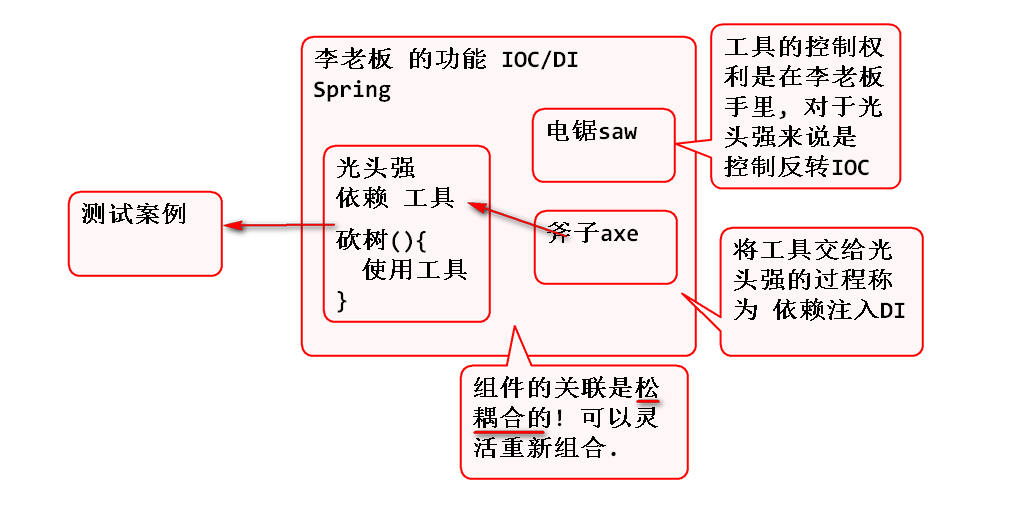 李老板 的功能 IOC/DI
Spring
工具的控制权
利是在李老板
手里, 对于光
头强来说是
控制反转IOC
电锯saw
光头强
依赖 工具
砍树(){
使用工具
}
测试案例
斧子axe
将工具交给光
头强的过程称
为 依赖注入DI
组件的关联是松
耦合的! 可以灵
活重新组合.